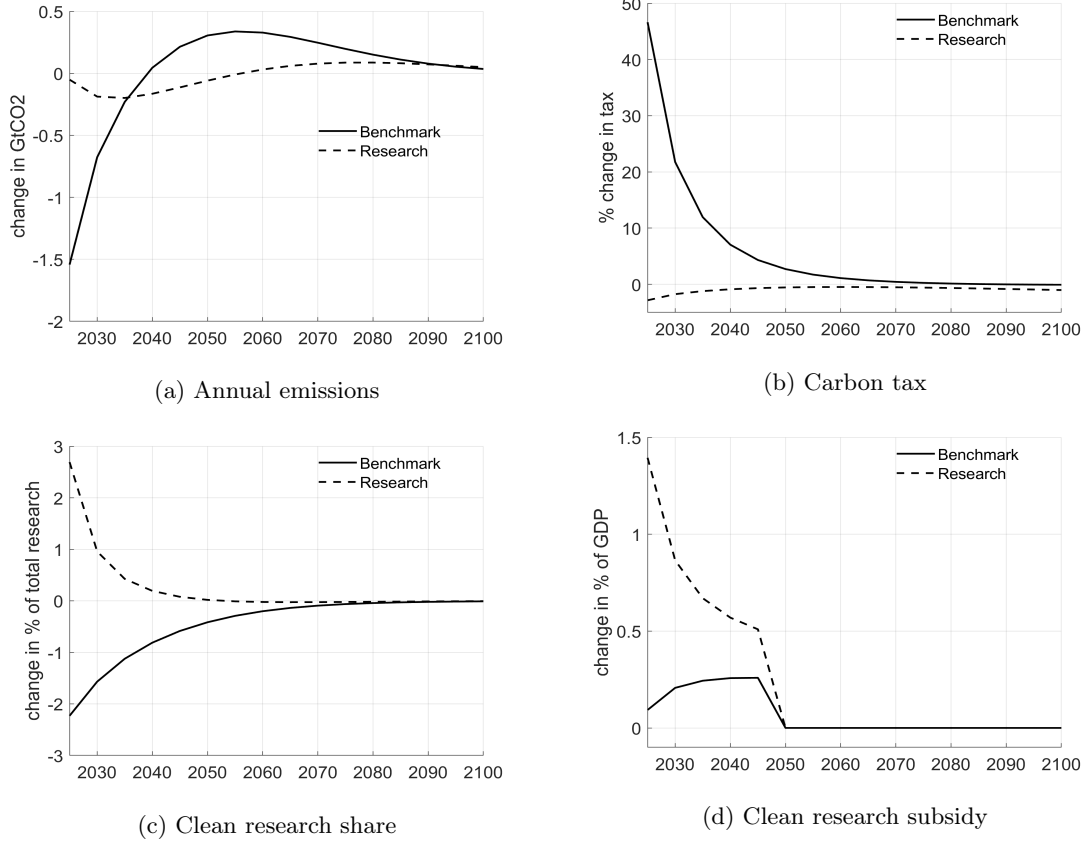 0.5
0
-0.5
-1
-1.5
-2
change in GtCO2
Benchmark
Research
2030 2040 2050 2060 2070 2080 2090 2100
(a) Annual emissions
50
40
30
20
10
0
% change in tax
Benchmark
Research
2030 2040 2050 2060 2070 2080 2090 2100
(b) Carbon tax
3
2
1
0
-1
-2
-3
change in % of total research
Benchmark
Research
2030 2040 2050 2060 2070 2080 2090 2100
(c) Clean research share
1.5
1
0.5
0
change in % of GDP
Benchmark
Research
2030 2040 2050 2060 2070 2080 2090 2100
(d) Clean research subsidy